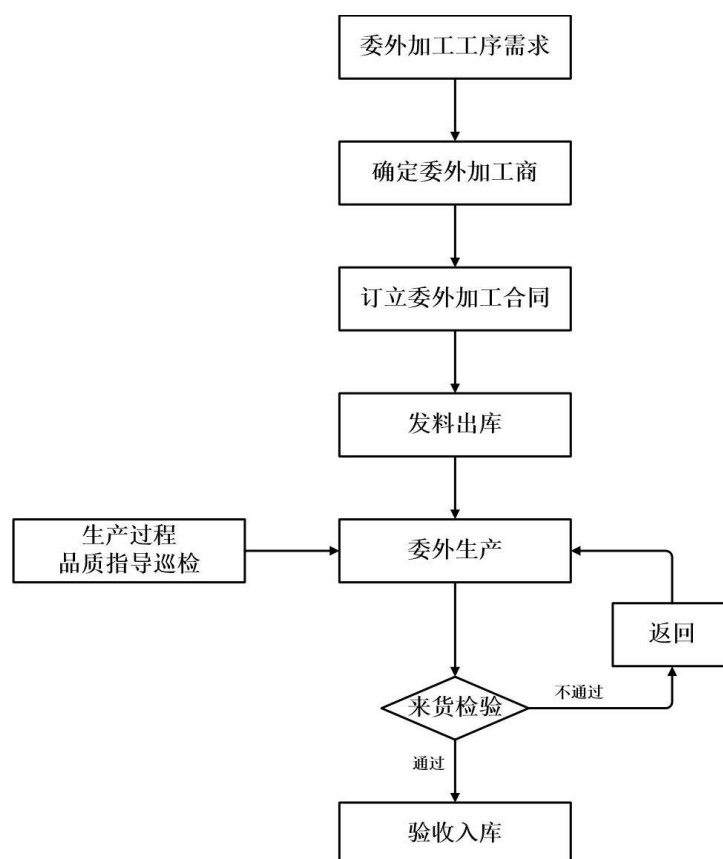 委外加工工序需求
确定委外加工商
订立委外加工合同
发料出库
生产过程
品质指导巡检
委外生产
返回
来货检验
不通过
通过
验收入库